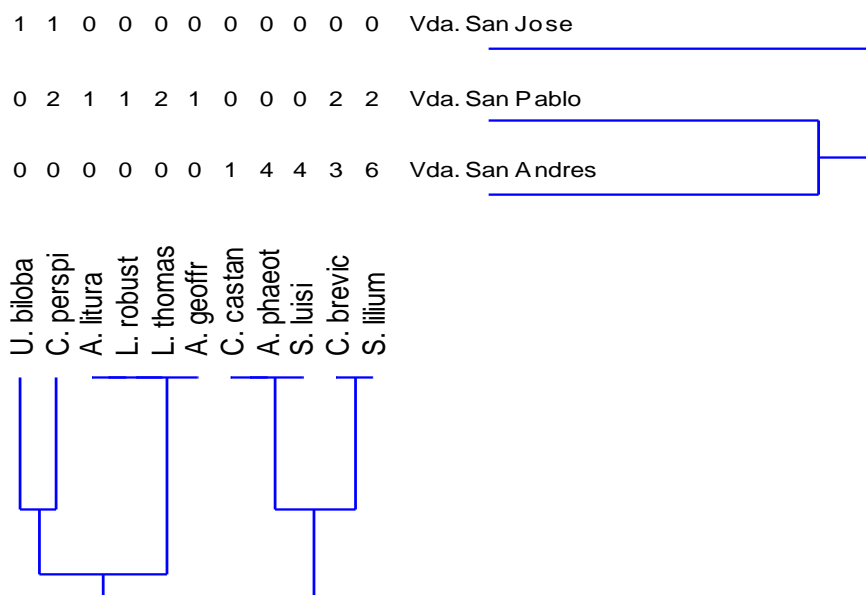 1 1 0 0 0 0 0 0 0 0 0 Vda. San Jose
0 2 1 1 2 1 0 0 0 2 2 Vda. San Pablo
0 0 0 0 0 0 1 4 4 3 6 Vda. San Andres
U. biloba
C. perspi
A. litura
L. robust
L. thomas
A. geoffr
C. castan
A. phaeot
S. luisi
C. brevic
S. lilium